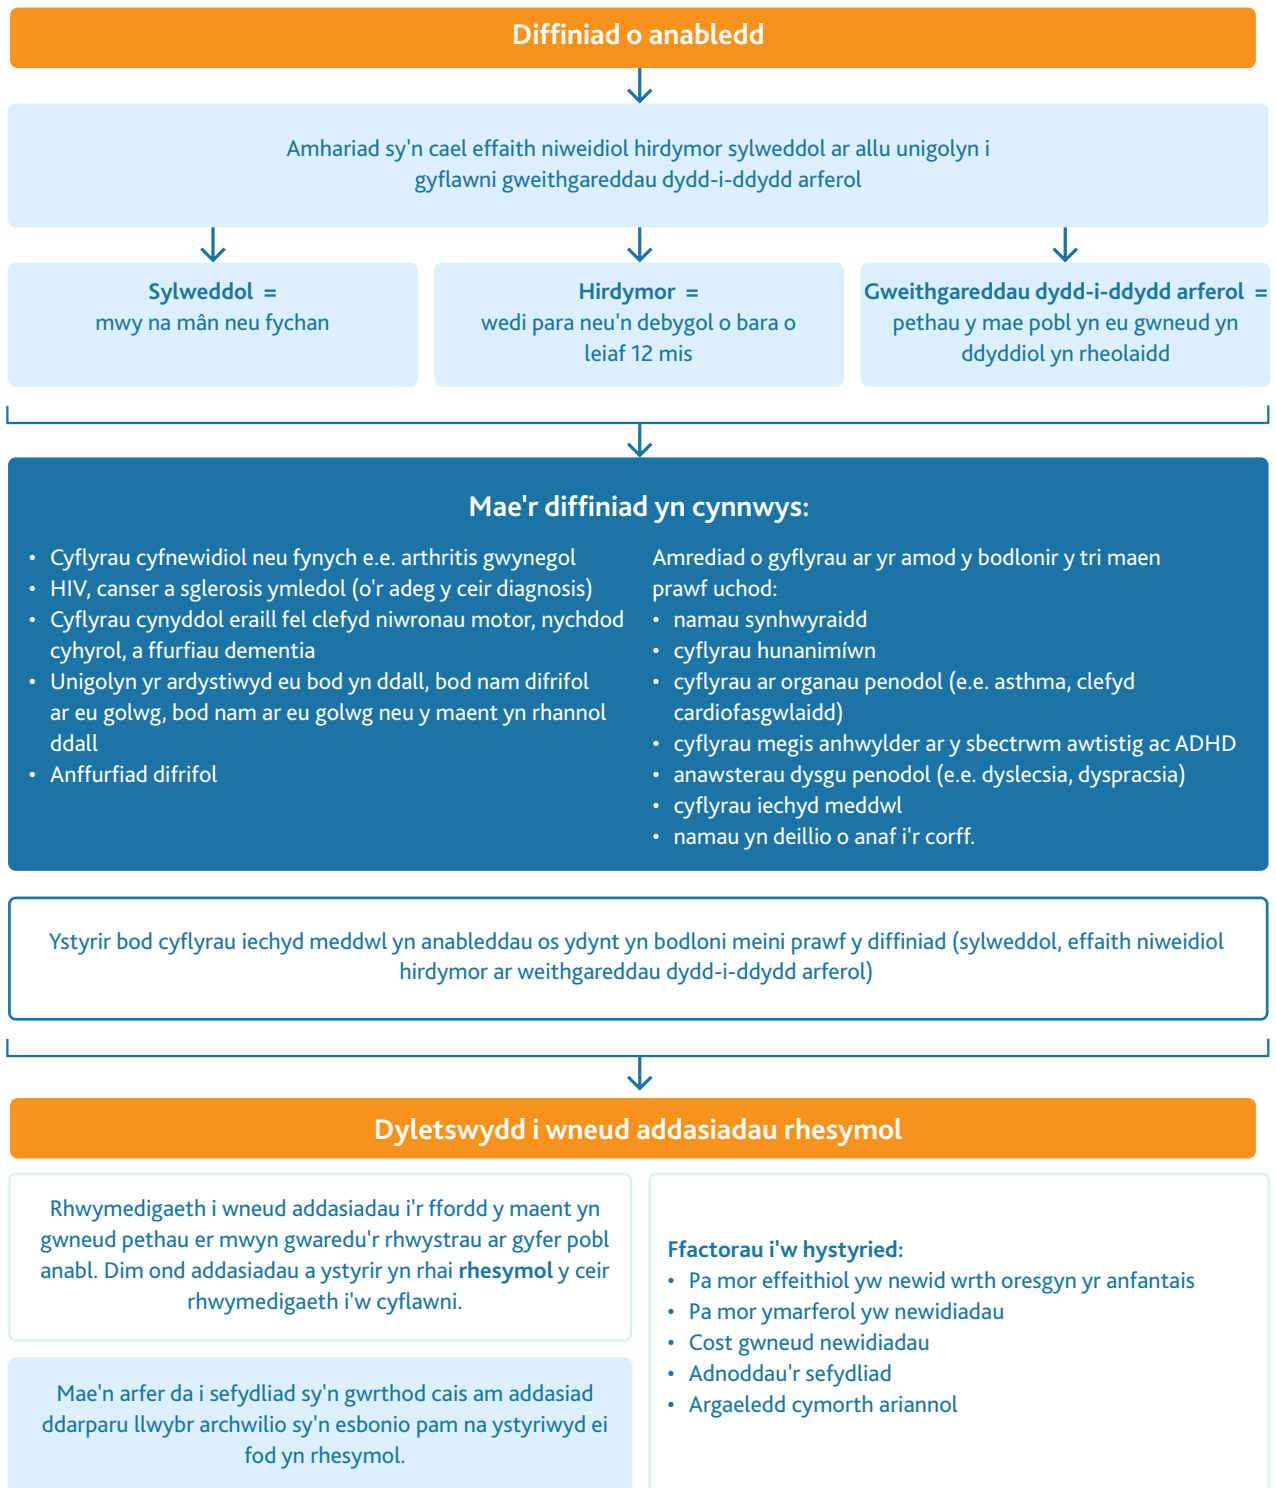 Diffiniad o anabledd
Amhariad sy'n cael effaith niweidiol hirdymor sylweddol ar allu unigolyn i
gyflawni gweithgareddau dydd-i-ddydd arferol
Sylweddol =
mwy na mân neu fychan
Hirdymor =
wedi para neu'n debygol o bara o
leiaf 12 mis
Gweithgareddau dydd-i-ddydd arferol =
pethau y mae pobl yn eu gwneud yn
ddyddiol yn rheolaidd
Mae'r diffiniad yn cynnwys:
• Cyflyrau cyfnewidiol neu fynych e.e. arthritis gwynegol
• HIV, canser a sglerosis ymledol (o'r adeg y ceir diagnosis)
• Cyflyrau cynyddol eraill fel clefyd niwronau motor, nychdod
cyhyrol, a ffurfiau dementia
• Unigolyn yr ardystiwyd eu bod yn ddall, bod nam difrifol
ar eu golwg, bod nam ar eu golwg neu y maent yn rhannol
ddall
• Anffurfiad difrifol
Amrediad o gyflyrau ar yr amod y bodlonir y tri maen
prawf uchod:
• namau synhwyraidd
• cyflyrau hunanimíwn
• cyflyrau ar organau penodol (e.e. asthma, clefyd
cardiofasgwlaidd)
• cyflyrau megis anhwylder ar y sbectrwm awtistig ac ADHD
• anawsterau dysgu penodol (e.e. dyslecsia, dyspracsia)
• cyflyrau iechyd meddwl
• namau yn deillio o anaf i'r corff.
Ystyrir bod cyflyrau iechyd meddwl yn anableddau os ydynt yn bodloni meini prawf y diffiniad (sylweddol, effaith niweidiol
hirdymor ar weithgareddau dydd-i-ddydd arferol)
Dyletswydd i wneud addasiadau rhesymol
Rhwymedigaeth i wneud addasiadau i'r ffordd y maent yn
gwneud pethau er mwyn gwaredu'r rhwystrau ar gyfer pobl
anabl. Dim ond addasiadau a ystyrir yn rhai rhesymol y ceir
rhwymedigaeth i'w cyflawni.
Mae'n arfer da i sefydliad sy'n gwrthod cais am addasiad
ddarparu llwybr archwilio sy'n esbonio pam na ystyriwyd ei
fod yn rhesymol.
Ffactorau i'w hystyried:
• Pa mor effeithiol yw newid wrth oresgyn yr anfantais
• Pa mor ymarferol yw newidiadau
• Cost gwneud newidiadau
• Adnoddau'r sefydliad
• Argaeledd cymorth ariannol